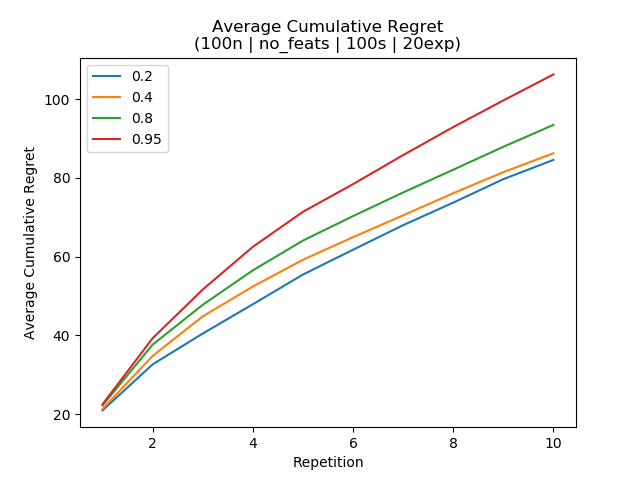 Average Cumulative Regret
(100n | no_feats | 100s | 20exp)
0.2
0.4
0.8
0.95
100
80
60
40
20
Average Cumulative Regret
2 4 6 8 10
Repetition